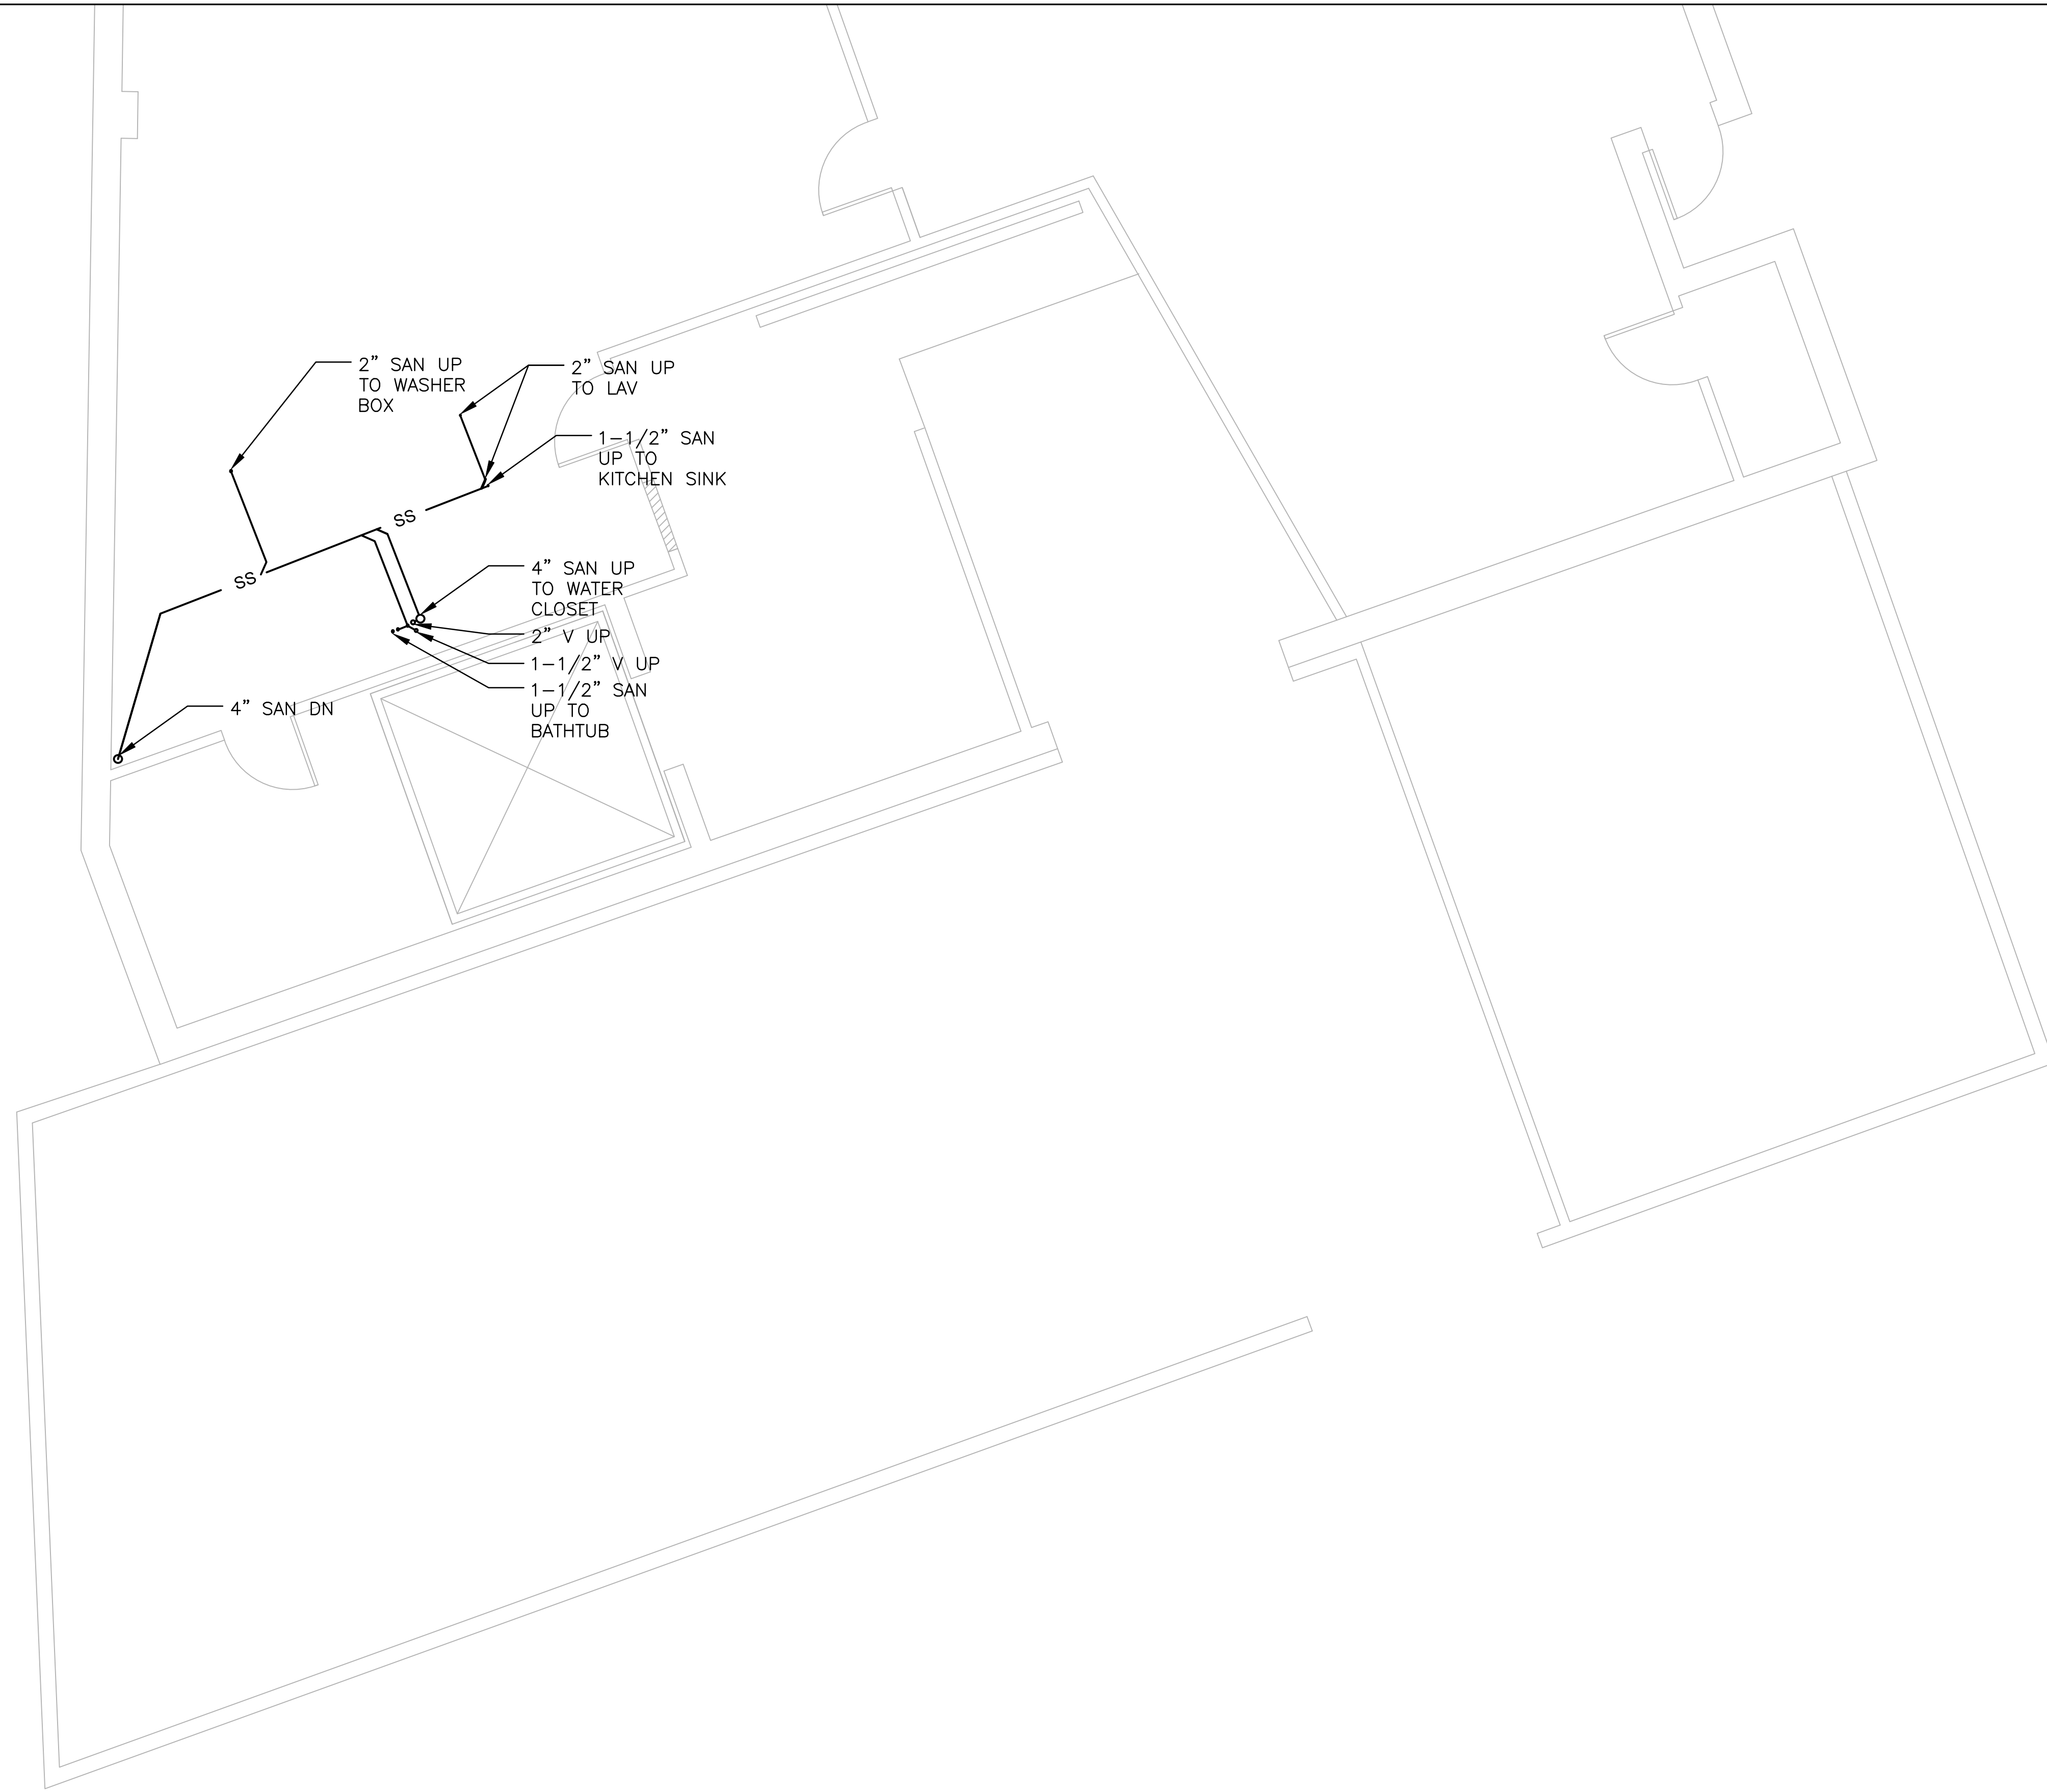 2" SAN UP
TO WASHER
BOX
2" SAN UP
TO LAV
1-1/2" SAN
UP TO
KITCHEN SINK
SS
SS
4" SAN UP
TO WATER
CLOSET
2" V UP
1-1/2" V UP
1-1/2" SAN
UP TO
BATHTUB
4" SAN DN